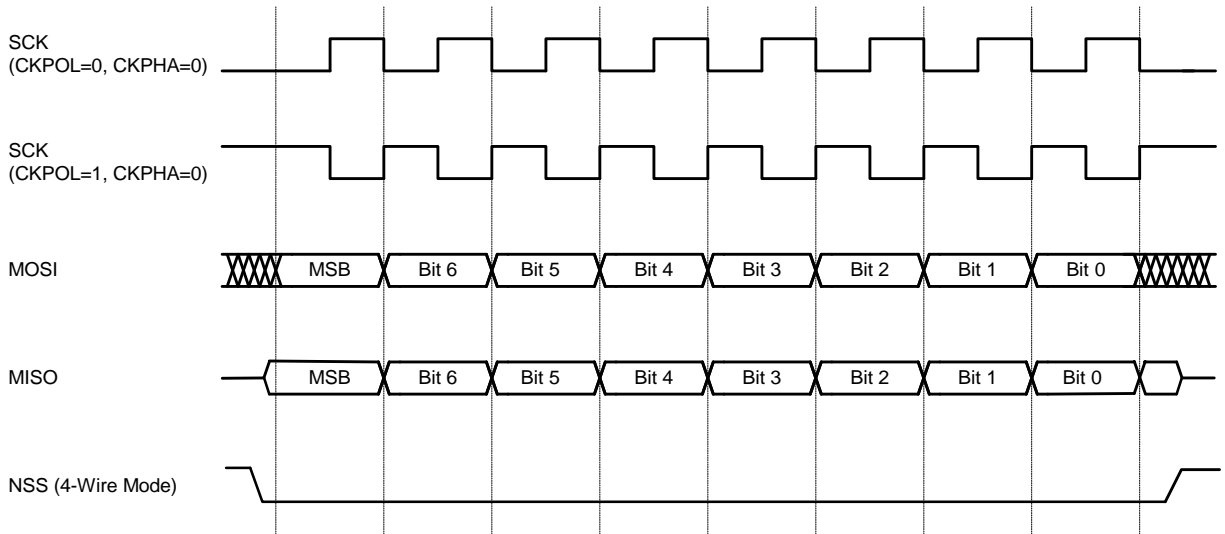 SCK
(CKPOL=0, CKPHA=0)
SCK
(CKPOL=1, CKPHA=0)
MOSI
MSB
Bit 6
Bit 5
Bit 4
Bit 3
Bit 2
Bit 1
Bit 0
MISO
MSB
Bit 6
Bit 5
Bit 4
Bit 3
Bit 2
Bit 1
Bit 0
NSS (4-Wire Mode)